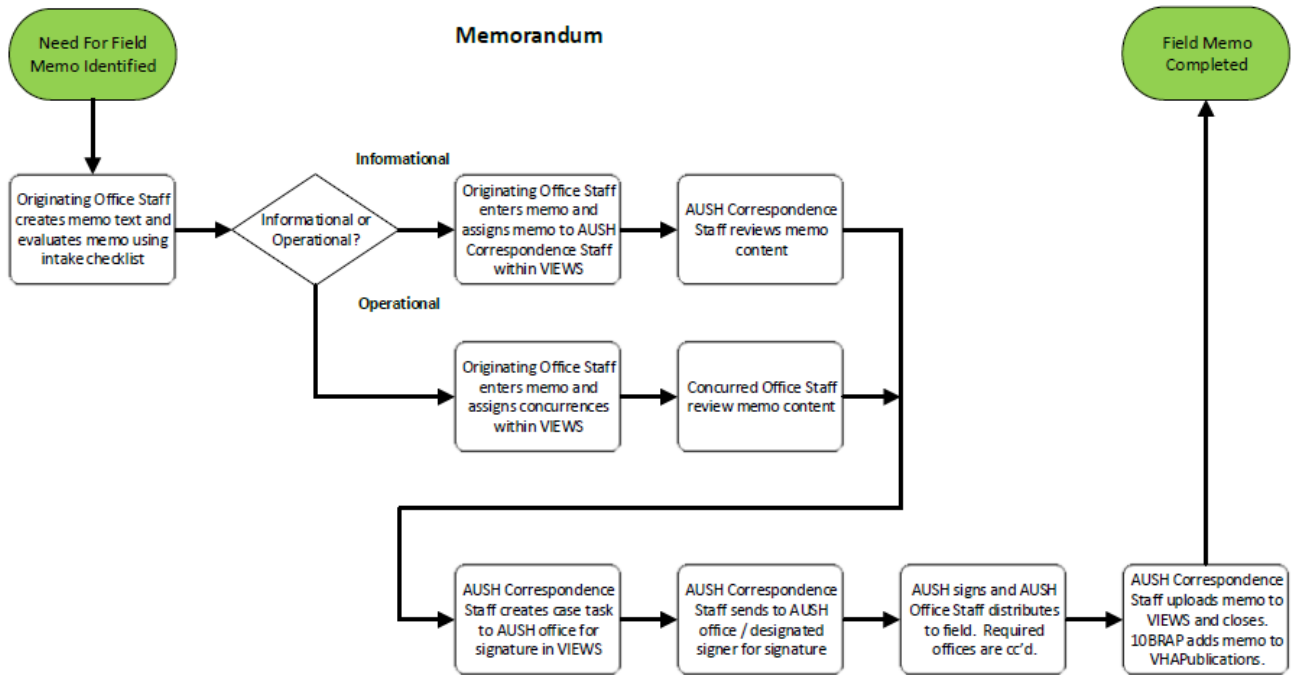 Memorandum
Need For Field
Memo Identified
Field Memo
Completed
Originating Office Staff
creates memo text and
evaluates memo using
intake checklist
Informational or
Operational?
Informational
Originating Office Staff
enters memo and
assigns memo to AUSH
Correspondence Staff
within VIEWS
AUSH Correspondence
Staff reviews memo
content
Operational
Originating Office Staff
enters memo and
assigns concurrences
within VIEWS
Concurred Office Staff
review memo content
AUSH Correspondence
Staff creates case task
to AUSH office for
signature in VIEWS
AUSH Correspondence
Staff sends to AUSH
office / designated
signer for signature
AUSH signs and AUSH
Office Staff distributes
to field. Required
offices are cc'd.
AUSH Correspondence
Staff uploads memo to
VIEWS and closes.
10BRAP adds memo to
VHAPublications.